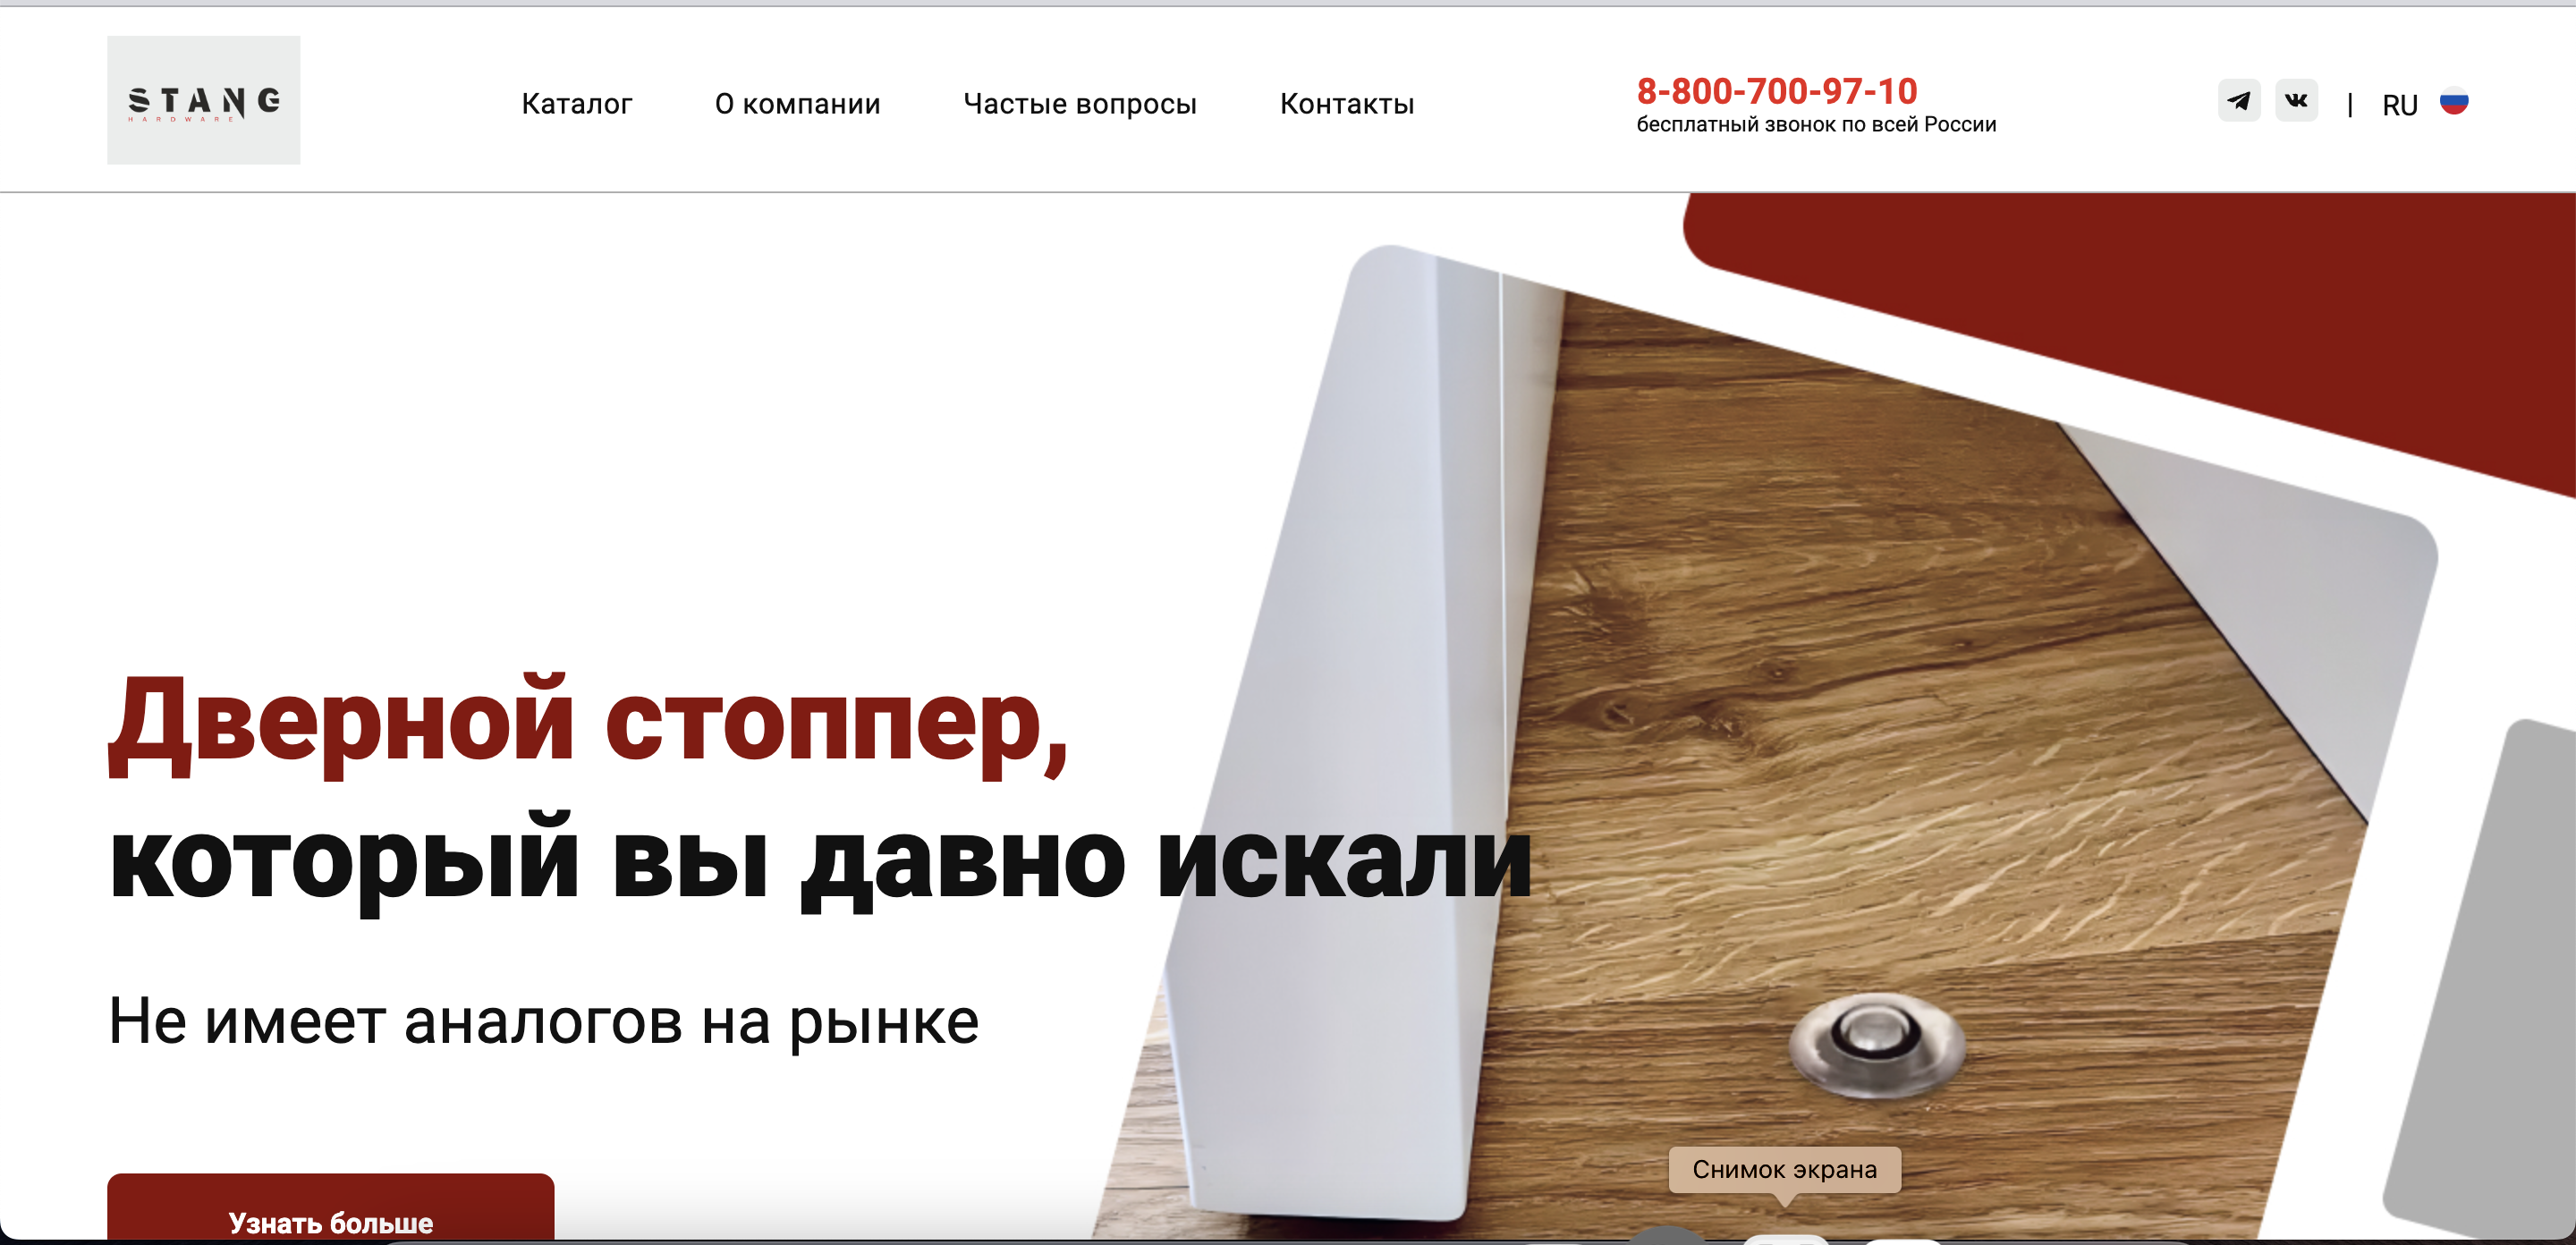 STANG
HARDWARE
Каталог
О компании
Частые вопросы
Контакты
8-800-700-97-10
бесплатный звонок по всей России
| RU
Дверной стоппер,
который вы давно искали
Не имеет аналогов на рынке
Узнать больше
Снимок экрана